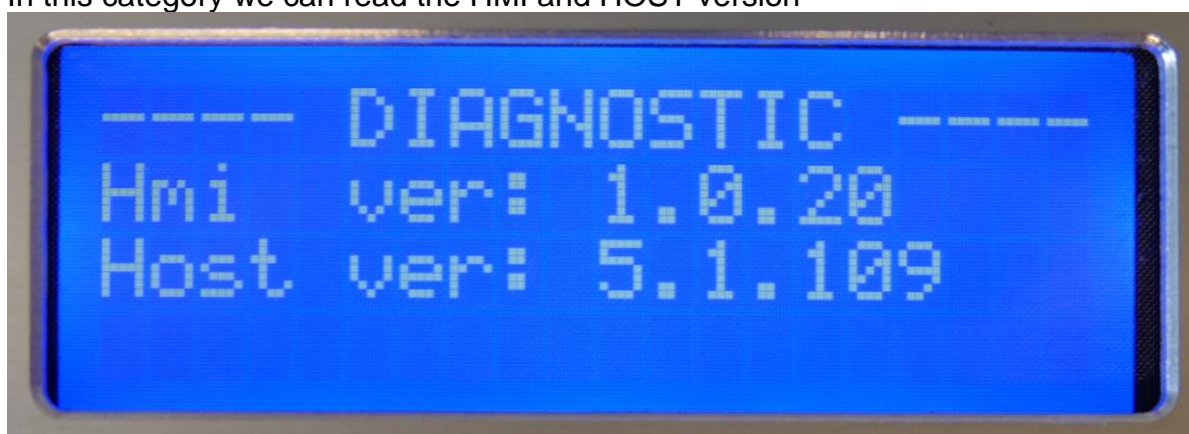 In this category we can read the HMI and HOST version
---- DIAGNOSTIC ----
Hmi ver: 1.0.20
Host ver: 5.1.109